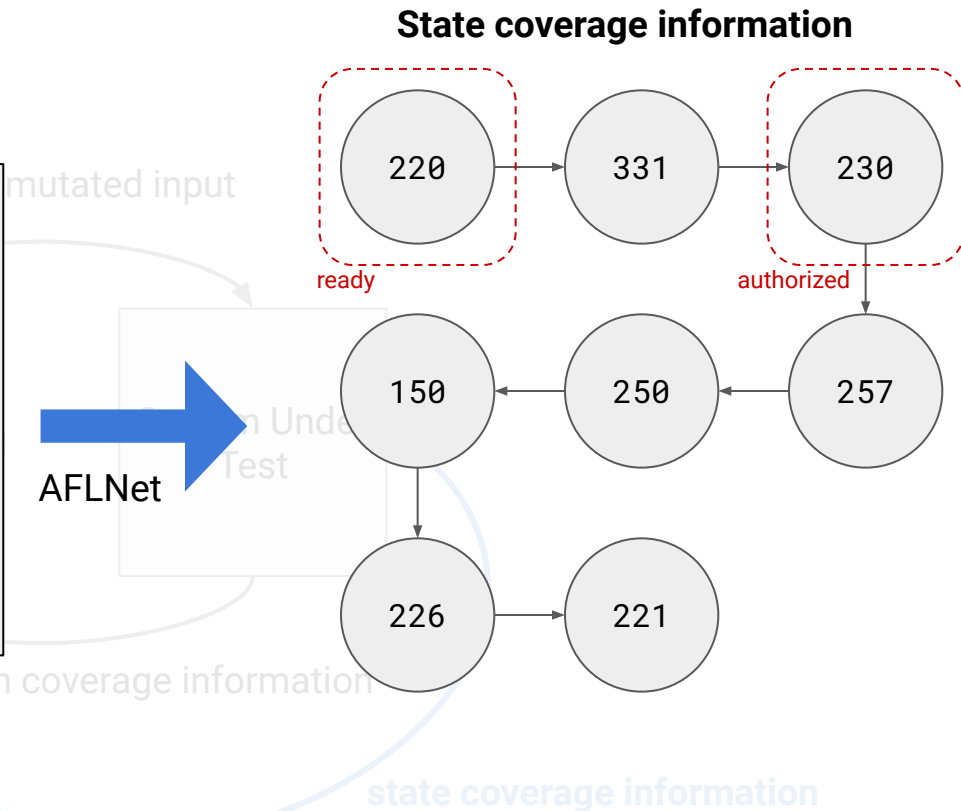 State coverage information
220
331
230
mutated input
ready
authorized
150
250
257
Under
Test
AFLNet
226
221
coverage information
state coverage information